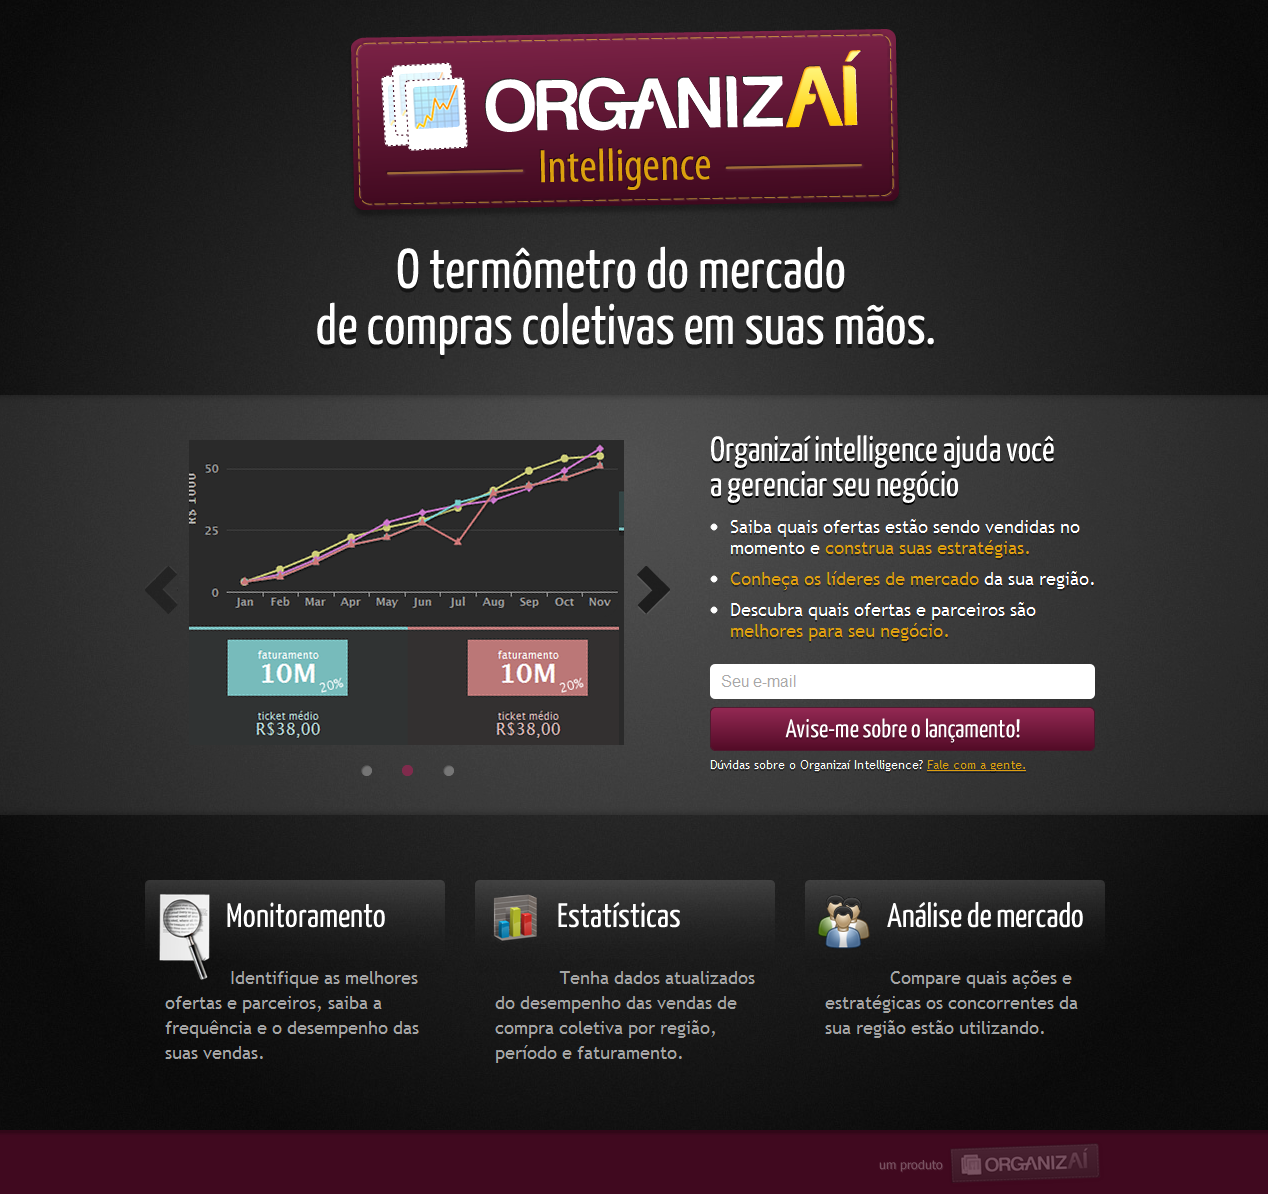 ORGANIZAÍ
Intelligence
O termômetro do mercado
de compras coletivas em suas mãos.
50
R$ 1000
25
0
Jan Feb Mar Apr May Jun Jul Aug Sep Oct Nov
faturamento
10M
20%
ticket médio
R$38,00
faturamento
10M
20%
ticket médio
R$38,00
Organizaí intelligence ajuda você
a gerenciar seu negócio
Saiba quais ofertas estão sendo vendidas no
momento e construa suas estratégias.
Conheça os líderes de mercado da sua região.
Descubra quais ofertas e parceiros são
melhores para seu negócio.
Seu e-mail
Avise-me sobre o lançamento!
Dúvidas sobre o Organizaí Intelligence? Fale com a gente.
Monitoramento
Identifique as melhores
ofertas e parceiros, saiba a
frequência e o desempenho das
suas vendas.
Estatísticas
Tenha dados atualizados
do desempenho das vendas de
compra coletiva por região,
período e faturamento.
Análise de mercado
Compare quais ações e
estratégicas os concorrentes da
sua região estão utilizando.
um produto ORGANIZAÍ